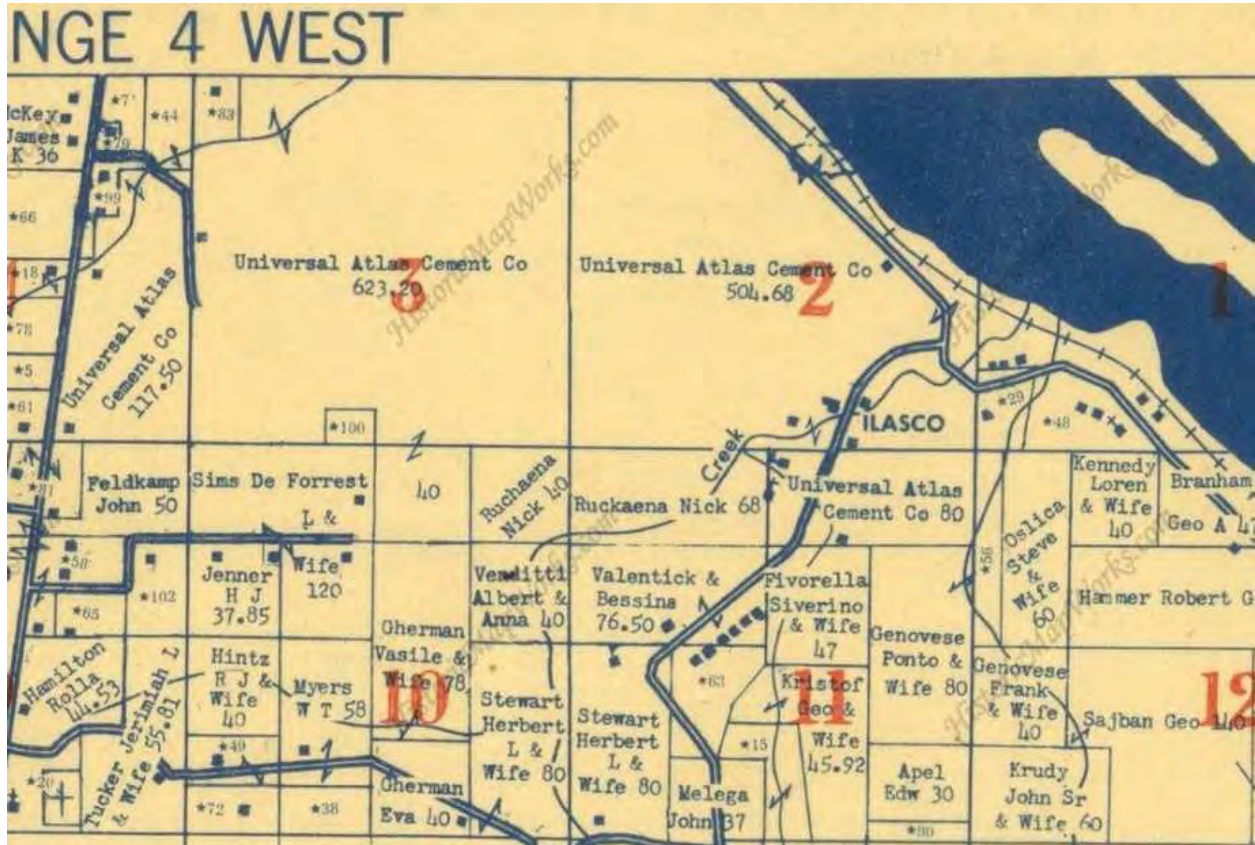 NGE 4 WEST
cKey
James
K 36
*7
*44
*83
*79
*99
*66
*18
*78
*5
*61
Universal Atlas
Cement Co
117.50
Universal Atlas Cement Co
623.20
3
*100
Universal Atlas Cement Co
504.68
2
1
ILASCO
*29
*48
Creek
*81
Feldkamp
John 50
Sims De Forrest
L &
Wife
120
40
Ruchaena
Nick 40
Ruckaena Nick 68
Universal Atlas
Cement Co 80
*56
Oslica
Steve
&
Wife
60
Kennedy
Loren
& Wife
40
Branham
Geo A 4
*58
*65
*102
Jenner
H J
37.85
Venditti
Albert &
Anna 40
Valentick &
Bessina
76.50
Fivorella
Siverino
& Wife
47
Hammer Robert G
Hamilton
Rolla
44.53
Tucker Jerimiah L
& Wife 55.81
Hintz
R J &
Wife
40
Myers
W T 58
Gherman
Vasile &
Wife 78
10
Stewart
Herbert
L &
Wife 80
Stewart
Herbert
L &
Wife 80
*63
11
Kristof
Geo &
Wife
45.92
Genovese
Ponto &
Wife 80
Genovese
Frank
& Wife
40
Sajban Geo 140
12
*20
*49
*72
*38
Gherman
Eva 40
Melega
John 37
*15
Apel
Edw 30
*90
Krudy
John Sr
& Wife 60
HistoricMapWorks.com